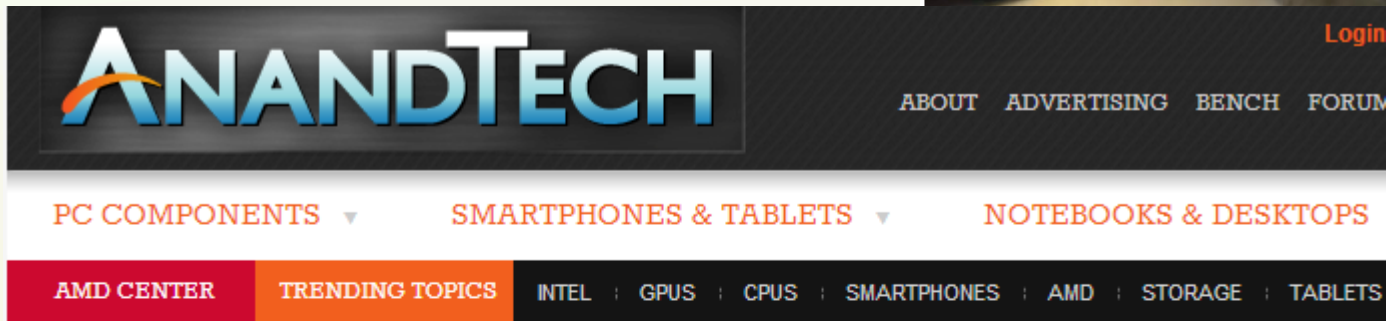 Login
ANANDTECH
ABOUT ADVERTISING BENCH FORUM
PC COMPONENTS SMARTPHONES & TABLETS NOTEBOOKS & DESKTOPS
AMD CENTER TRENDING TOPICS INTEL GPUS CPUS SMARTPHONES AMD STORAGE TABLETS